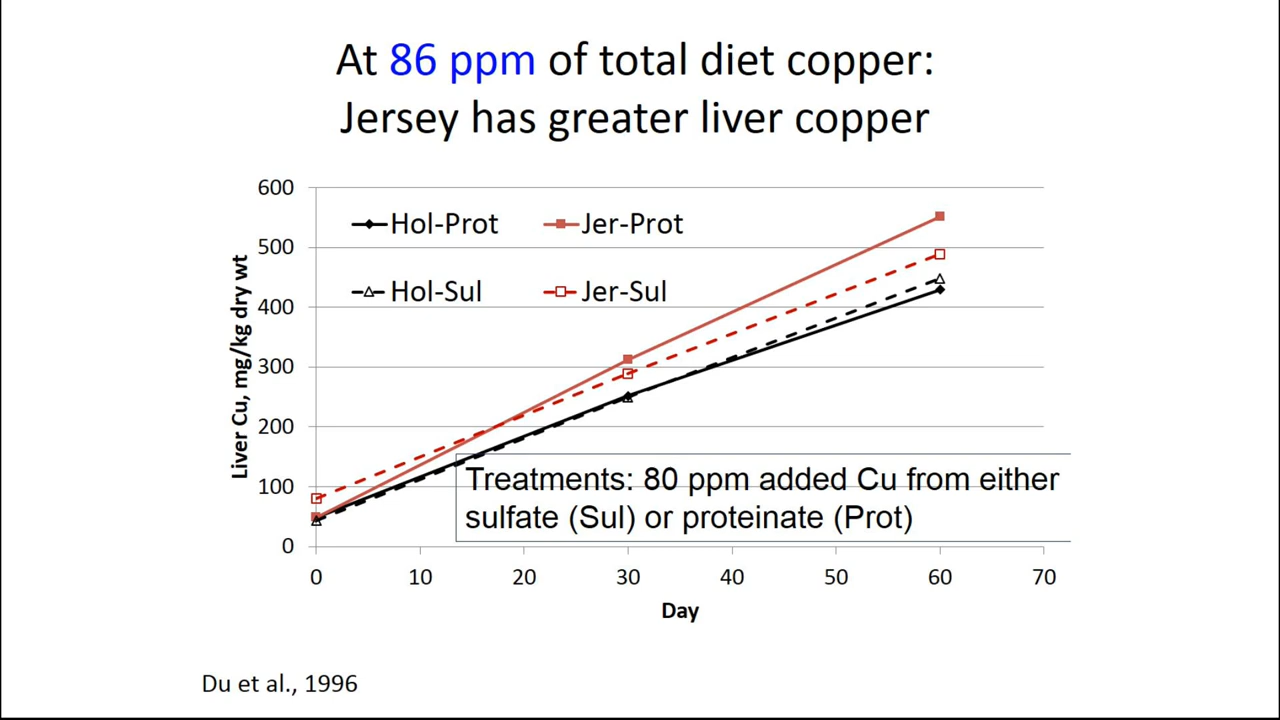 At 86 ppm of total diet copper:
Jersey has greater liver copper
600
500
400
300
200
100
0
Liver Cu, mg/kg dry wt
Hol-Prot
Jer-Prot
Hol-Sul
Jer-Sul
Treatments: 80 ppm added Cu from either
sulfate (Sul) or proteinate (Prot)
0 10 20 30 40 50 60 70
Day
Du et al., 1996